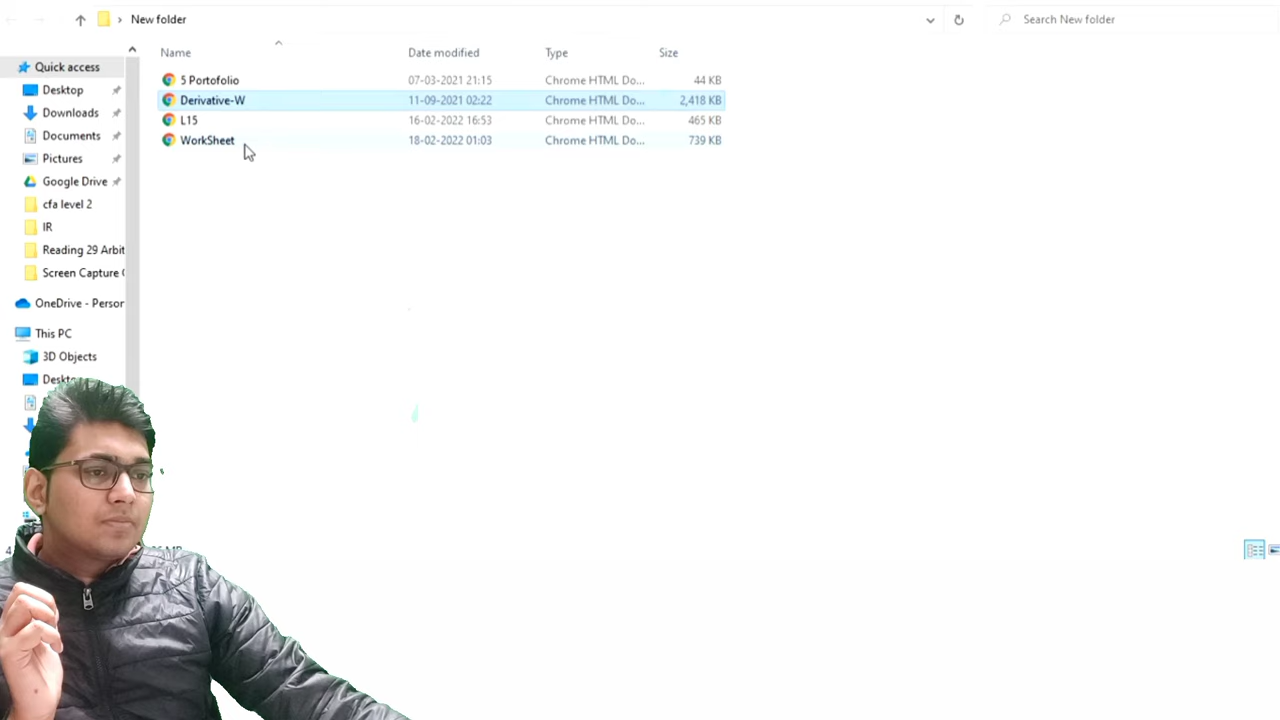 New folder
Search New folder
Name Date modified Type Size
Quick access
Desktop
Downloads
Documents
Pictures
Google Drive
cfa level 2
IR
Reading 29 Arbit
Screen Capture
OneDrive - Person
This PC
3D Objects
Deskto
5 Portofolio 07-03-2021 21:15 Chrome HTML Do... 44 KB
Derivative-W 11-09-2021 02:22 Chrome HTML Do... 2,418 KB
L15 16-02-2022 16:53 Chrome HTML Do... 465 KB
WorkSheet 18-02-2022 01:03 Chrome HTML Do... 739 KB